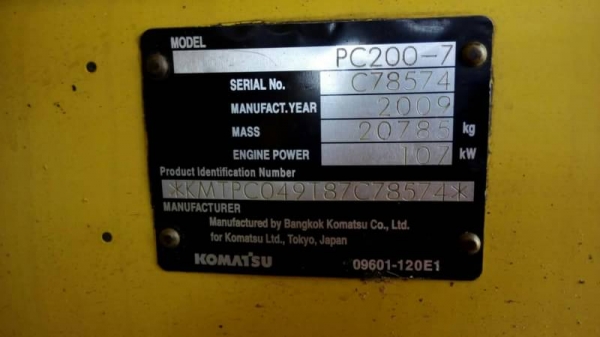 MODEL PC200-7
SERIAL No. C78574
MANUFACT.YEAR 2009
MASS 20785 kg
ENGINE POWER 107 kW
Product Identification Number
*KMTPC049T87C78574*
MANUFACTURER
Manufactured by Bangkok Komatsu Co., Ltd.
for Komatsu Ltd., Tokyo, Japan
KOMATSU 09601-120E1